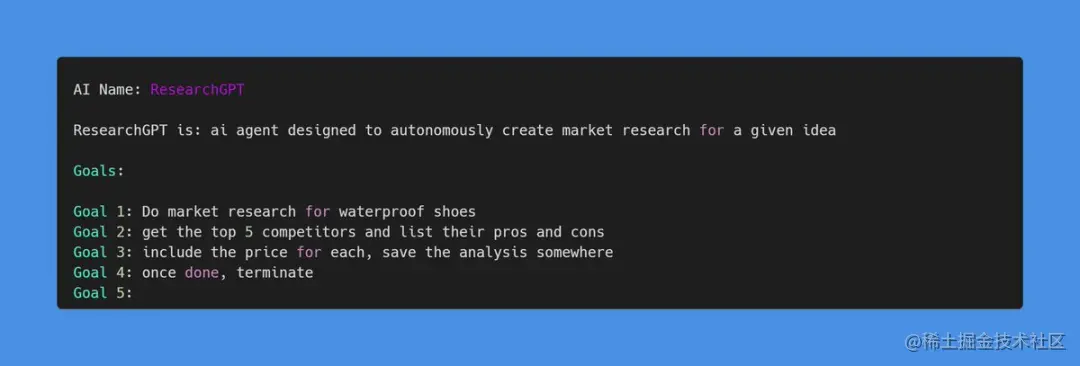 AI Name: ResearchGPT
ResearchGPT is: ai agent designed to autonomously create market research for a given idea
Goals:
Goal 1: Do market research for waterproof shoes
Goal 2: get the top 5 competitors and list their pros and cons
Goal 3: include the price for each, save the analysis somewhere
Goal 4: once done, terminate
Goal 5:
@稀土掘金技术社区